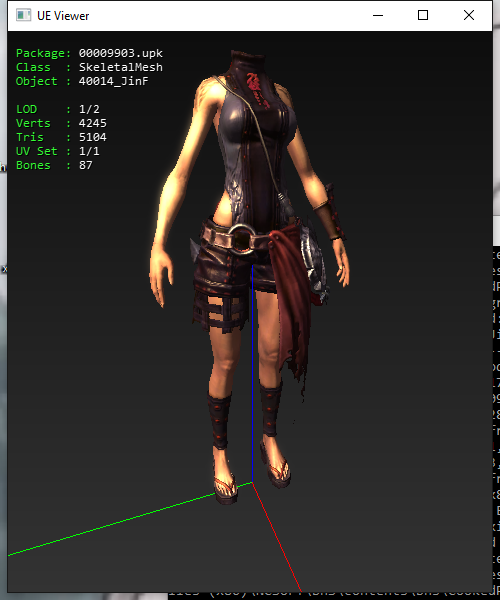 UE Viewer
Package: 00009903.upk
Class : SkeletalMesh
Object : 40014_JinF
LOD : 1/2
Verts : 4245
Tris : 5104
UV Set : 1/1
Bones : 87